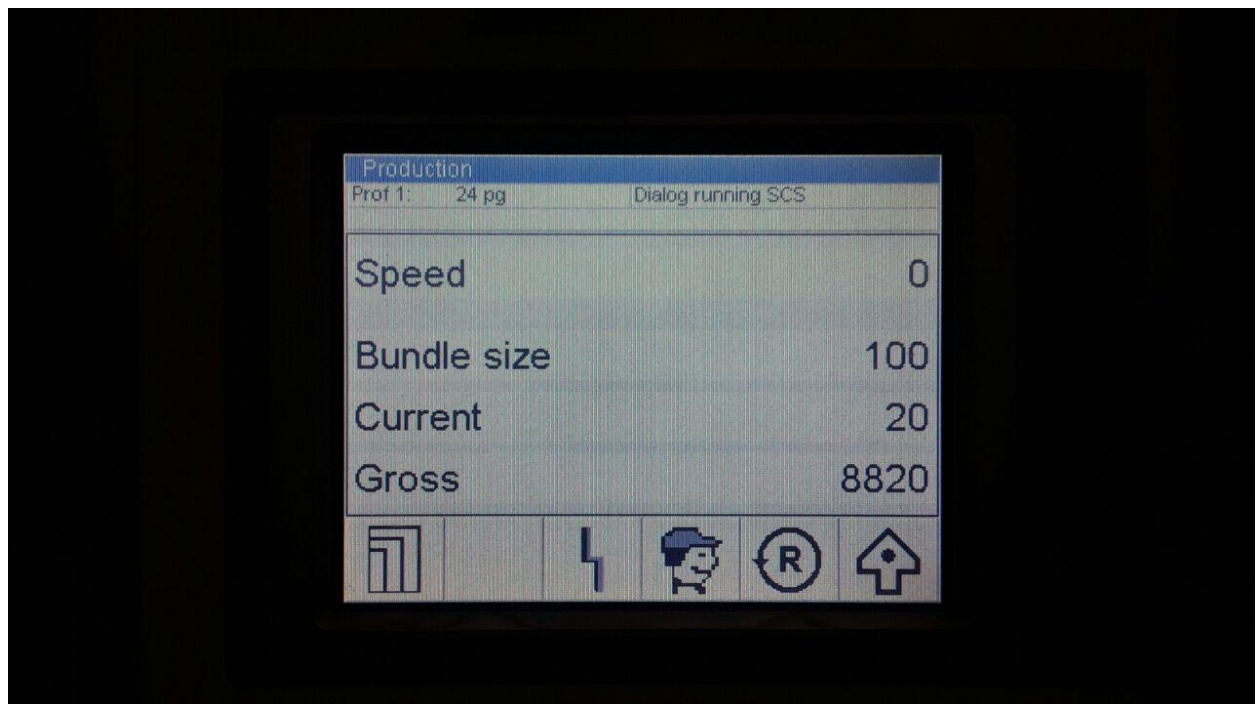 Production
Prof 1: 24 pg Dialog running SCS
Speed 0
Bundle size 100
Current 20
Gross 8820
R